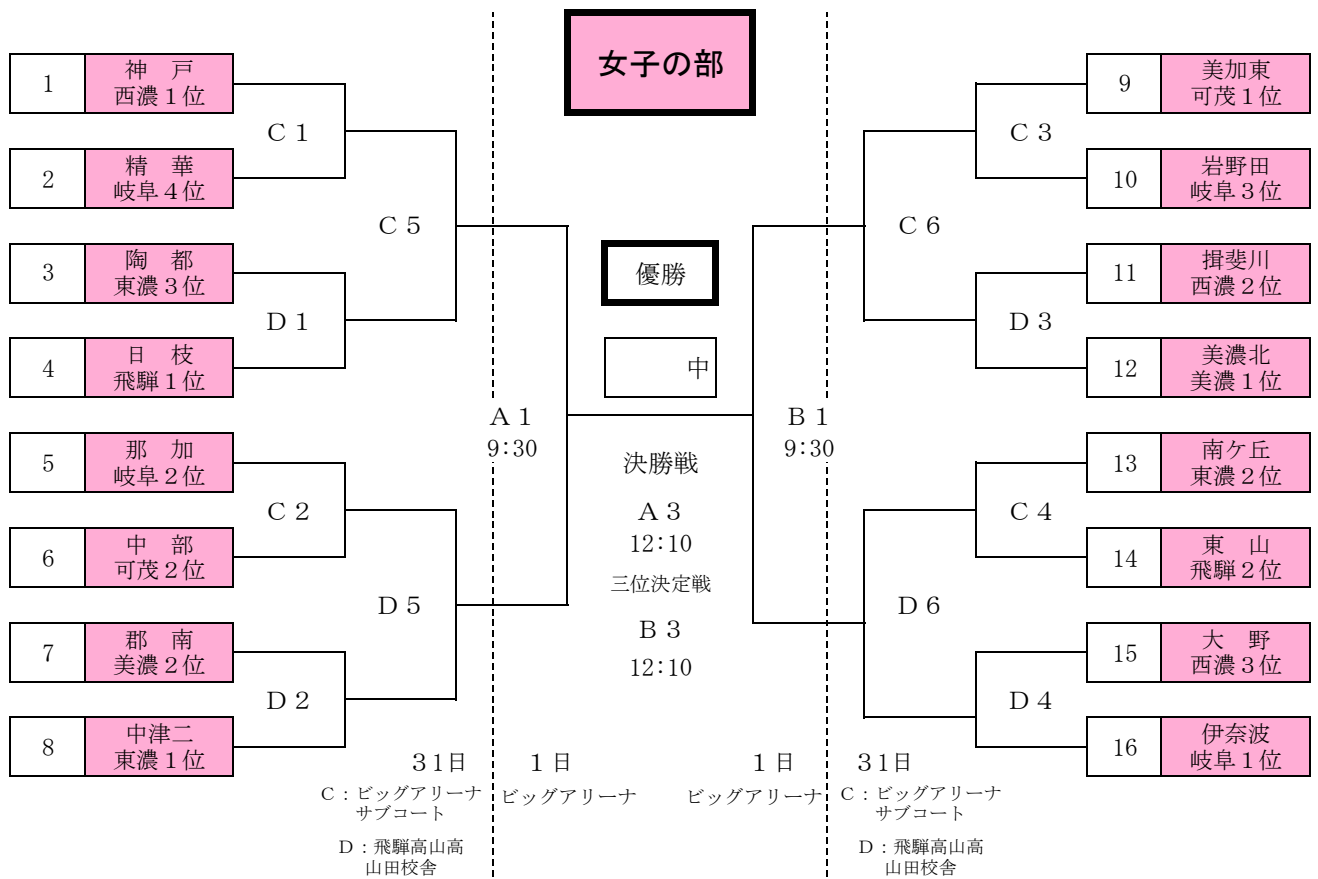 女子の部
1
神　戸
西濃１位
2
精　華
岐阜４位
3
陶　都
東濃３位
4
日　枝
飛騨１位
5
那　加
岐阜２位
6
中　部
可茂２位
7
郡　南
美濃２位
8
中津二
東濃１位
Ｃ１
Ｄ１
Ｃ２
Ｄ２
Ｃ５
Ｄ５
Ａ１
9:30
優勝
中
決勝戦
Ａ３
12:10
三位決定戦
Ｂ３
12:10
Ｂ１
9:30
Ｃ６
Ｄ６
Ｃ３
Ｄ３
Ｃ４
Ｄ４
9
美加東
可茂１位
10
岩野田
岐阜３位
11
揖斐川
西濃２位
12
美濃北
美濃１位
13
南ケ丘
東濃２位
14
東　山
飛騨２位
15
大　野
西濃３位
16
伊奈波
岐阜１位
３１日
１日
１日
３１日
Ｃ：ビッグアリーナ
サブコート
ビッグアリーナ
ビッグアリーナ
Ｃ：ビッグアリーナ
サブコート
Ｄ：飛騨高山高
山田校舎
Ｄ：飛騨高山高
山田校舎